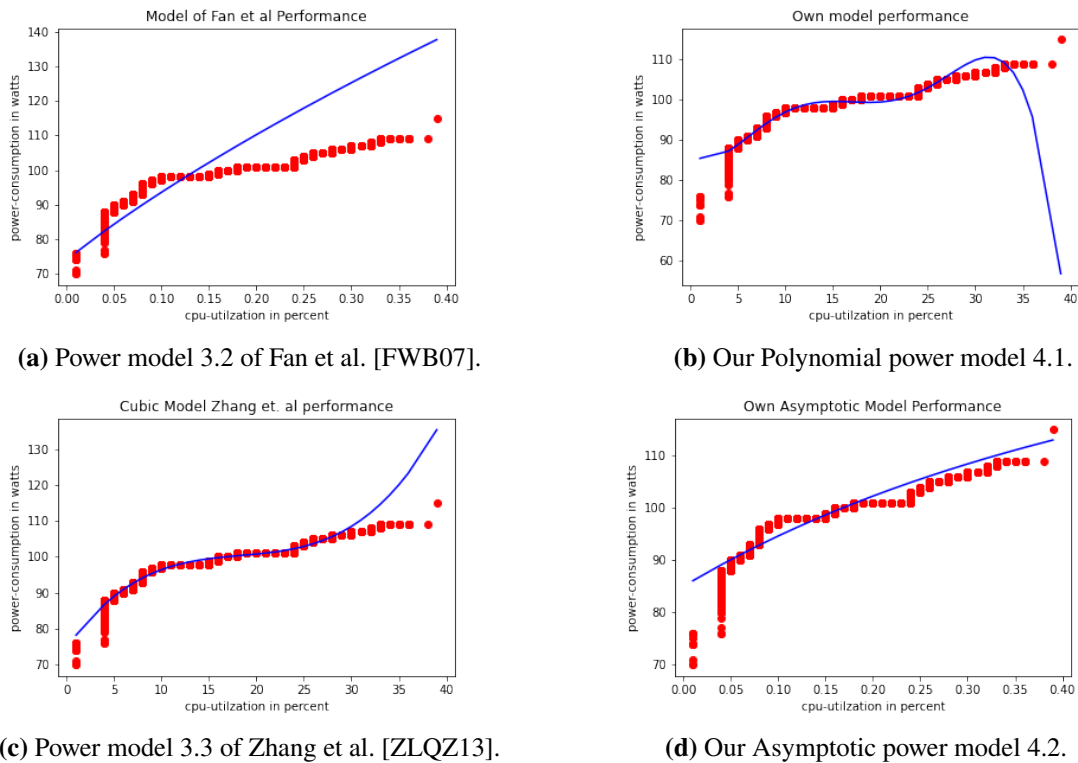 Model of Fan et al Performance
140
130
120
110
100
90
80
70
power-consumption in watts
0.00 0.05 0.10 0.15 0.20 0.25 0.30 0.35 0.40
cpu-utilzation in percent
(a) Power model 3.2 of Fan et al. [FWB07].
Own model performance
110
100
90
80
70
60
power-consumption in watts
0 5 10 15 20 25 30 35 40
cpu-utilzation in percent
(b) Our Polynomial power model 4.1.
Cubic Model Zhang et. al performance
130
120
110
100
90
80
70
power-consumption in watts
0 5 10 15 20 25 30 35 40
cpu-utilzation in percent
(c) Power model 3.3 of Zhang et al. [ZLQZ13].
Own Asymptotic Model Performance
110
100
90
80
70
power-consumption in watts
0.00 0.05 0.10 0.15 0.20 0.25 0.30 0.35 0.40
cpu-utilzation in percent
(d) Our Asymptotic power model 4.2.